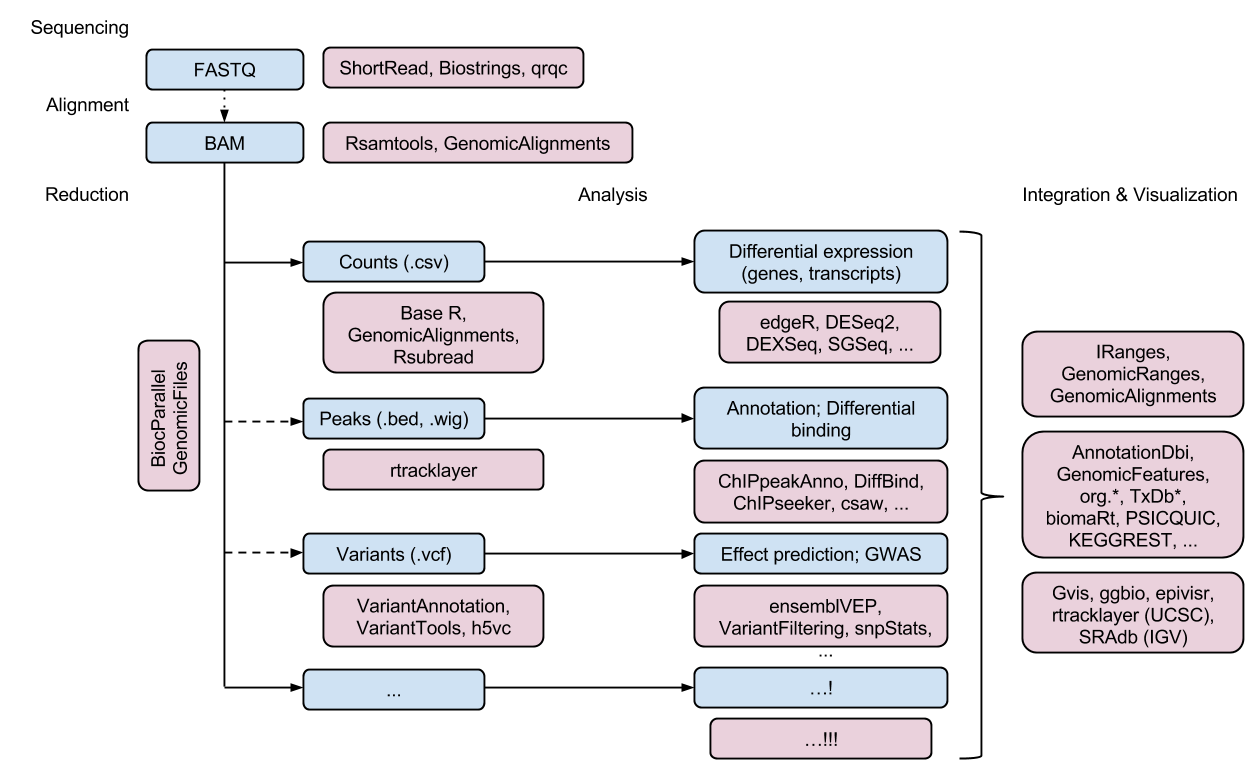 Sequencing
FASTQ
ShortRead, Biostrings, qrqc
Alignment
BAM
Rsamtools, GenomicAlignments
Reduction
Analysis
Integration & Visualization
Counts (.csv)
Differential expression
(genes, transcripts)
Base R,
GenomicAlignments,
Rsubread
edgeR, DESeq2,
DEXSeq, SGSeq, ...
BiocParallel
GenomicFiles
Peaks (.bed, .wig)
Annotation; Differential
binding
rtracklayer
ChIPpeakAnno, DiffBind,
ChIPseeker, csaw, ...
Variants (.vcf)
Effect prediction; GWAS
VariantAnnotation,
VariantTools, h5vc
ensemblVEP,
VariantFiltering, snpStats,
...
...
…!
…!!!
IRanges,
GenomicRanges,
GenomicAlignments
AnnotationDbi,
GenomicFeatures,
org.*, TxDb*,
biomaRt, PSICQUIC,
KEGGREST, ...
Gvis, ggbio, epivisr,
rtracklayer (UCSC),
SRAdb (IGV)